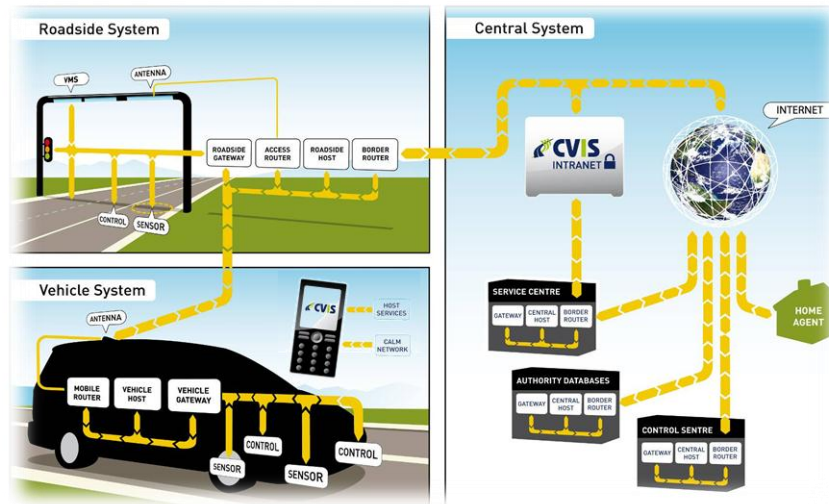 Roadside System
VMS
ANTENNA
ROADSIDE
GATEWAY
ACCESS
ROUTER
ROADSIDE
HOST
BORDER
ROUTER
CONTROL
SENSOR
Vehicle System
ANTENNA
CVIS
HOST
SERVICES
CALM
NETWORK
MOBILE
ROUTER
VEHICLE
HOST
VEHICLE
GATEWAY
SENSOR
CONTROL
SENSOR
CONTROL
Central System
INTERNET
CVIS
INTRANET
SERVICE CENTRE
GATEWAY
CENTRAL
HOST
BORDER
ROUTER
HOME
AGENT
AUTHORITY DATABASES
GATEWAY
CENTRAL
HOST
BORDER
ROUTER
CONTROL SENTRE
GATEWAY
CENTRAL
HOST
BORDER
ROUTER